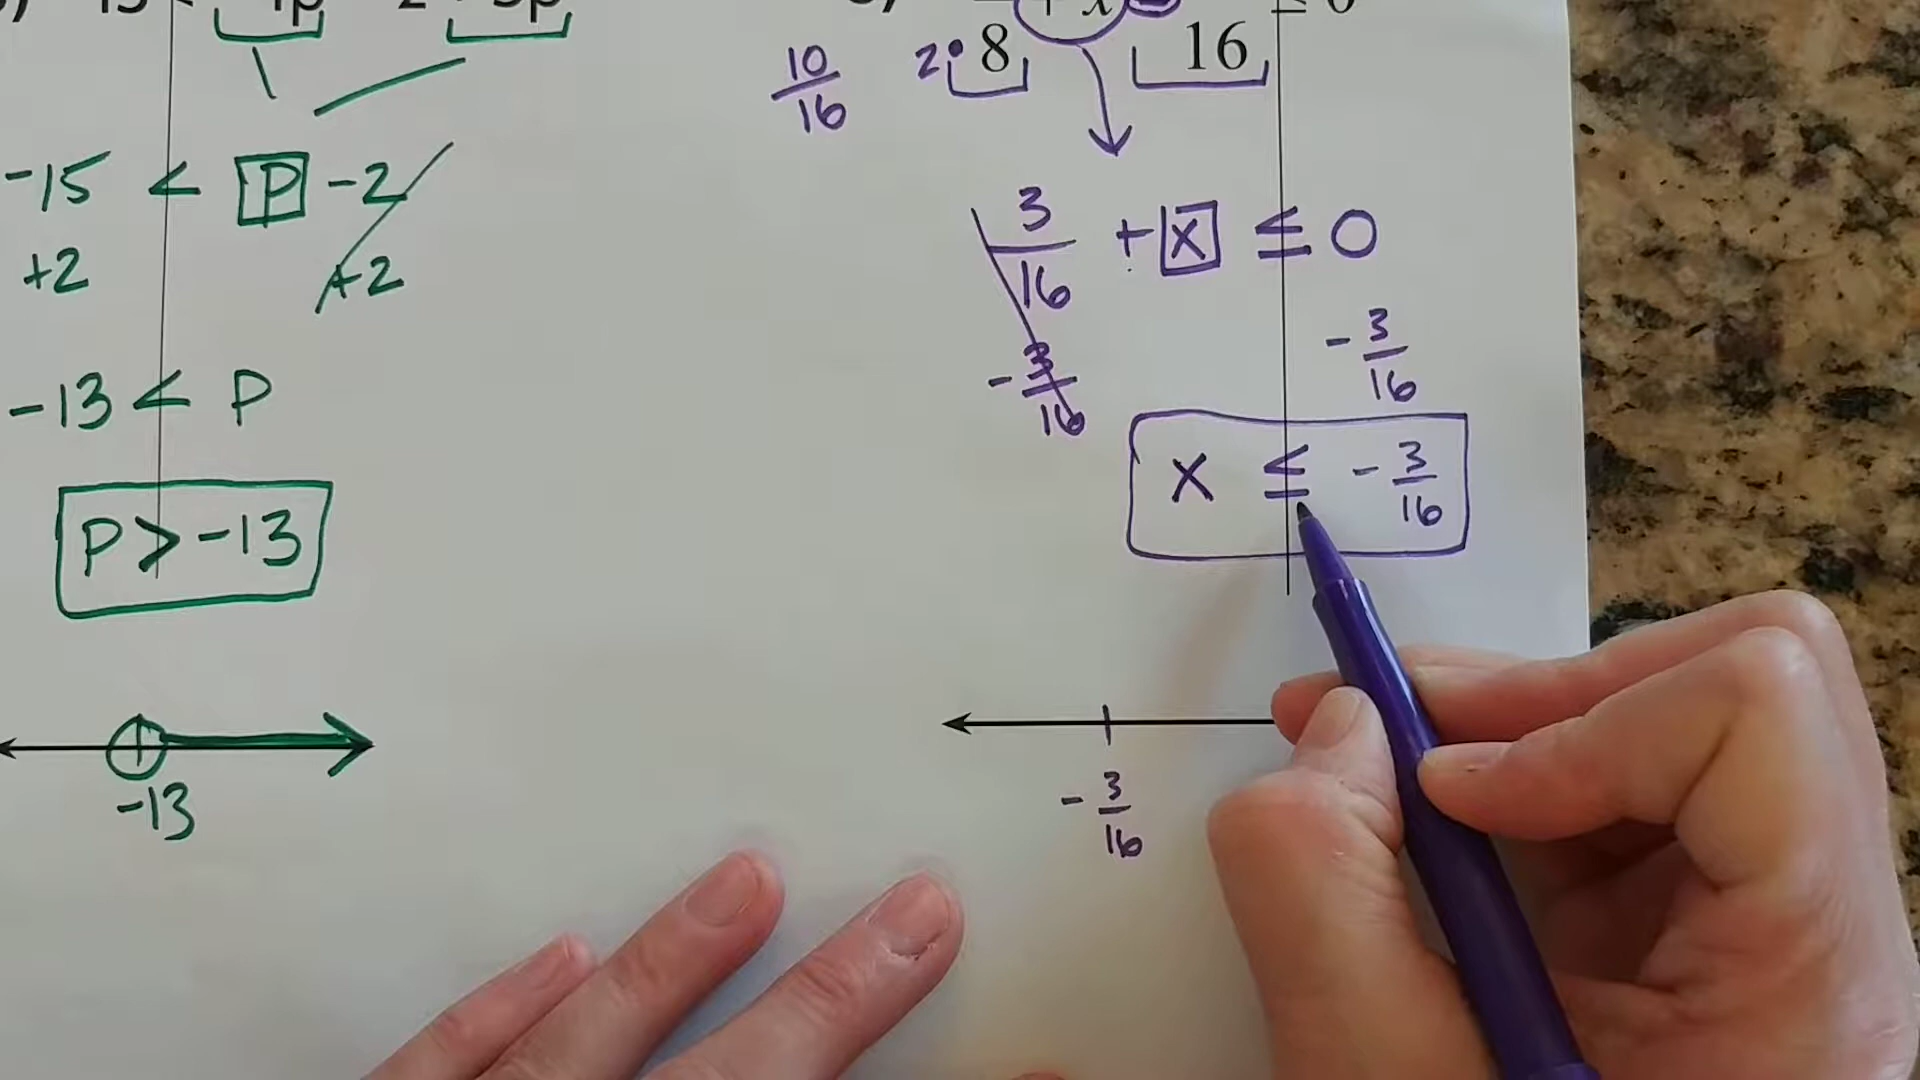 -15 < P -2
+2 +2
-13 < P
P > -13
-13
8 16
10/16 2•
3/16 + x ≤ 0
- 3/16 - 3/16
x ≤ - 3/16
- 3/16